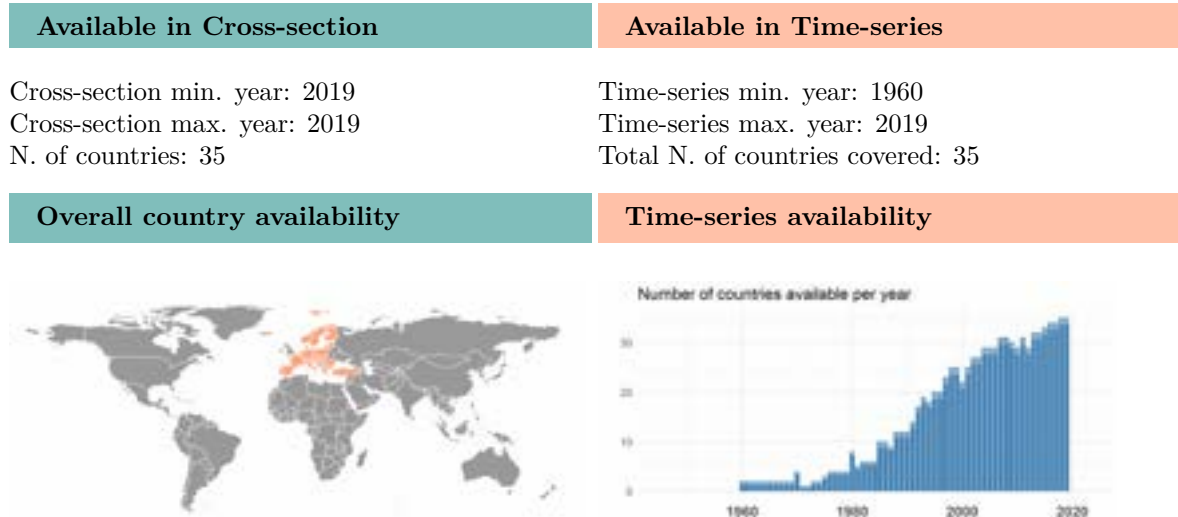 Available in Cross-section
Available in Time-series
Cross-section min. year: 2019
Cross-section max. year: 2019
N. of countries: 35
Time-series min. year: 1960
Time-series max. year: 2019
Total N. of countries covered: 35
Overall country availability
Time-series availability
Number of countries available per year
30
20
10
0
1960 1980 2000 2020